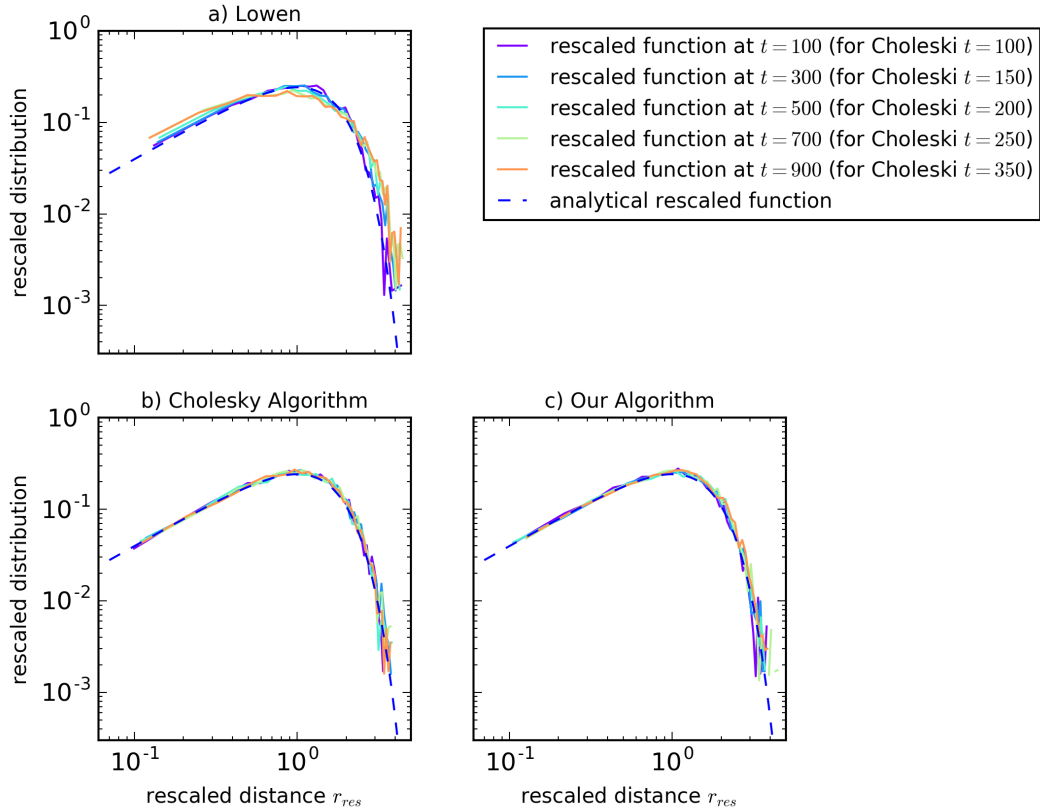 a) Lowen
10^0
10^-1
10^-2
10^-3
rescaled distribution
rescaled function at t = 100 (for Choleski t = 100)
rescaled function at t = 300 (for Choleski t = 150)
rescaled function at t = 500 (for Choleski t = 200)
rescaled function at t = 700 (for Choleski t = 250)
rescaled function at t = 900 (for Choleski t = 350)
analytical rescaled function
b) Cholesky Algorithm
10^0
10^-1
10^-2
10^-3
rescaled distribution
10^-1 10^0
rescaled distance r_res
c) Our Algorithm
10^-1 10^0
rescaled distance r_res